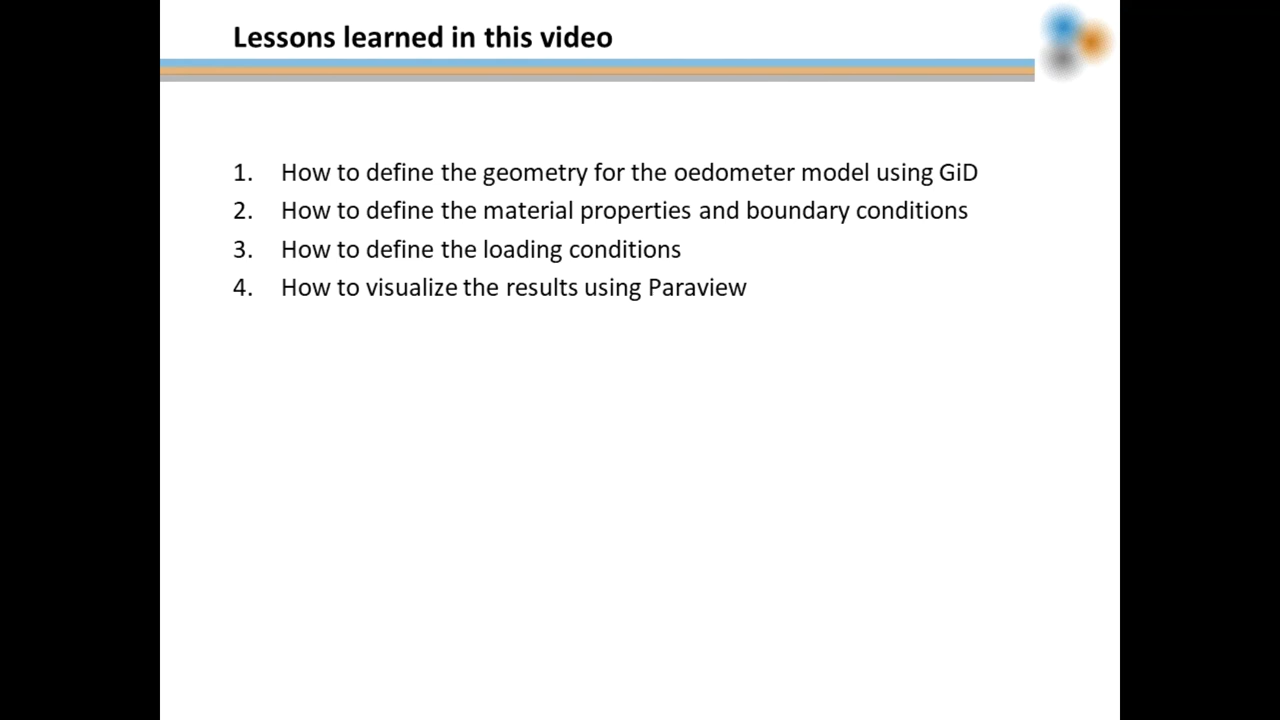 Lessons learned in this video
1. How to define the geometry for the oedometer model using GiD
2. How to define the material properties and boundary conditions
3. How to define the loading conditions
4. How to visualize the results using Paraview